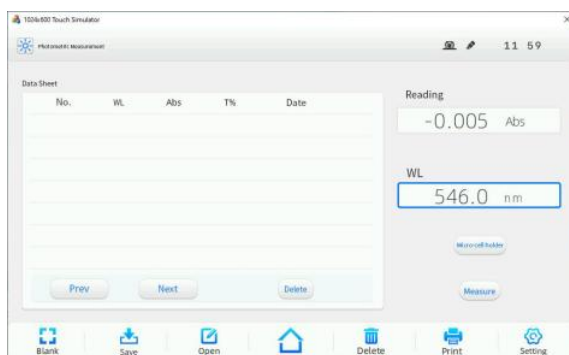 1024x600 Touch Simulator
Photometric Measurement
11 59
Data Sheet
No. WL Abs T% Date
Reading
-0.005 Abs
WL
546.0 nm
Micro cell holder
Prev Next Delete
Measure
Blank Save Open Delete Print Setting